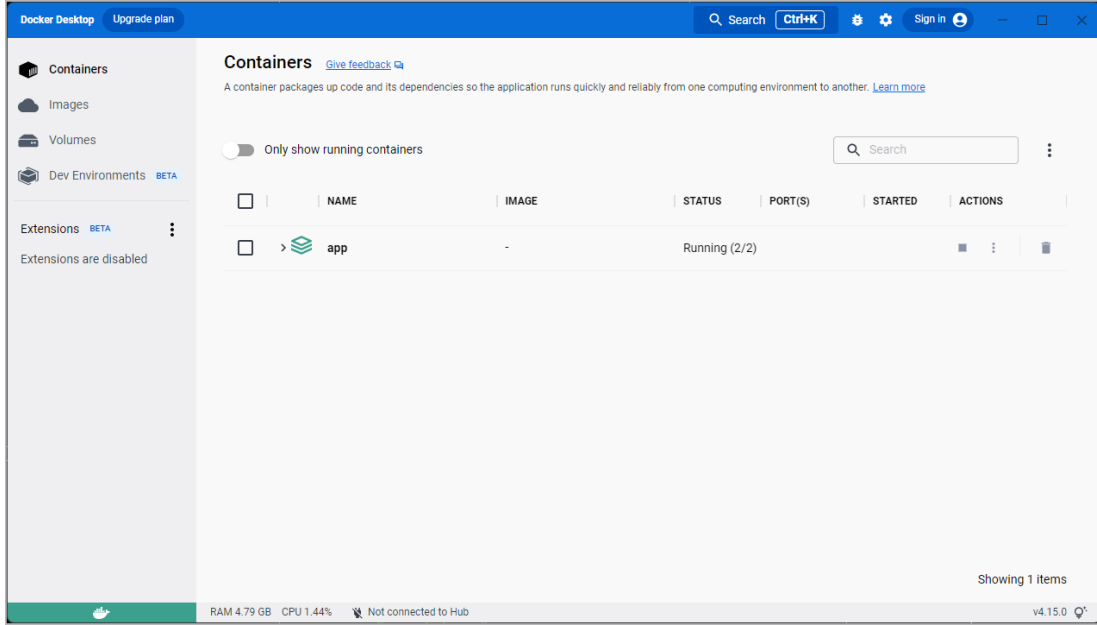 Docker Desktop Upgrade plan Search Ctrl+K Sign in
Containers
Images
Volumes
Dev Environments BETA
Extensions BETA
Extensions are disabled
Containers Give feedback
A container packages up code and its dependencies so the application runs quickly and reliably from one computing environment to another. Learn more
Only show running containers Search
NAME IMAGE STATUS PORT(S) STARTED ACTIONS
app - Running (2/2)
Showing 1 items
RAM 4.79 GB CPU 1.44% Not connected to Hub v4.15.0